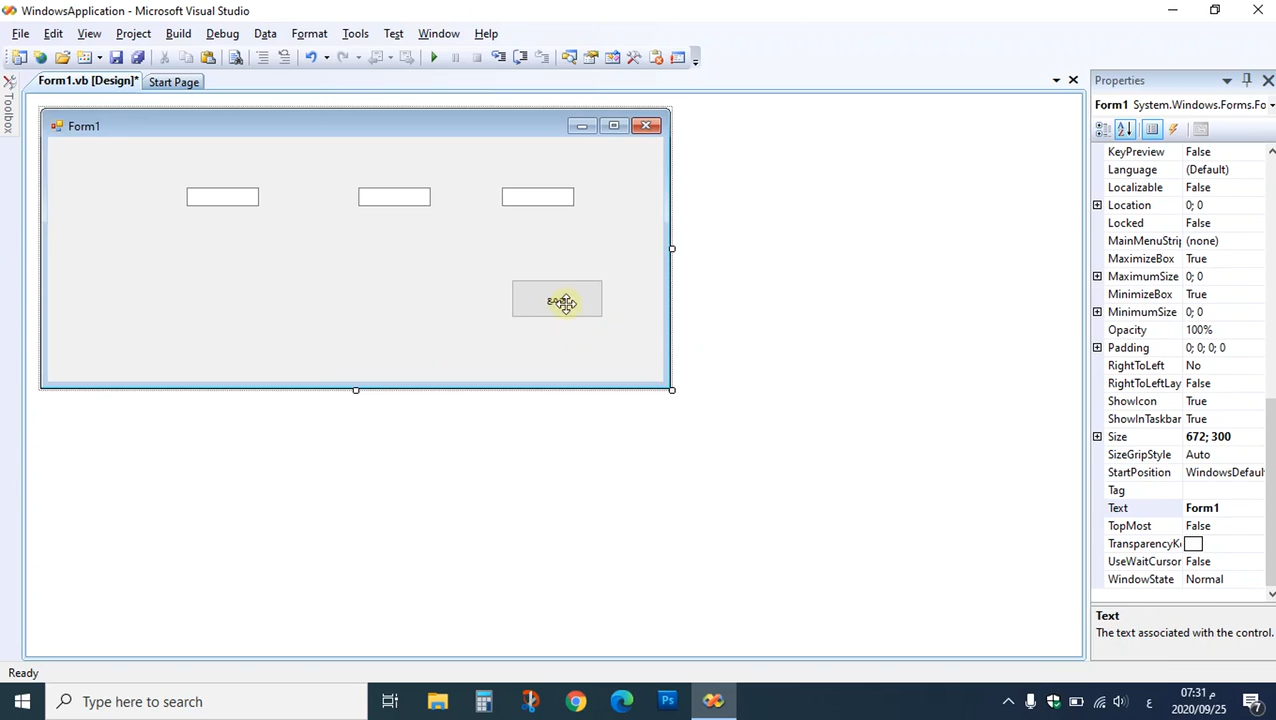 WindowsApplication - Microsoft Visual Studio
File Edit View Project Build Debug Data Format Tools Test Window Help
Form1.vb [Design]* Start Page
Toolbox
Form1
Properties
Form1 System.Windows.Forms.Fo
KeyPreview False
Language (Default)
Localizable False
Location 0; 0
Locked False
MainMenuStrip (none)
MaximizeBox True
MaximumSize 0; 0
MinimizeBox True
MinimumSize 0; 0
Opacity 100%
Padding 0; 0; 0; 0
RightToLeft No
RightToLeftLay False
ShowIcon True
ShowInTaskbar True
Size 672; 300
SizeGripStyle Auto
StartPosition WindowsDefaul
Tag
Text Form1
TopMost False
TransparencyK
UseWaitCursor False
WindowState Normal
Text
The text associated with the control.
Ready
Type here to search
ع
07:31 م
2020/09/25
7